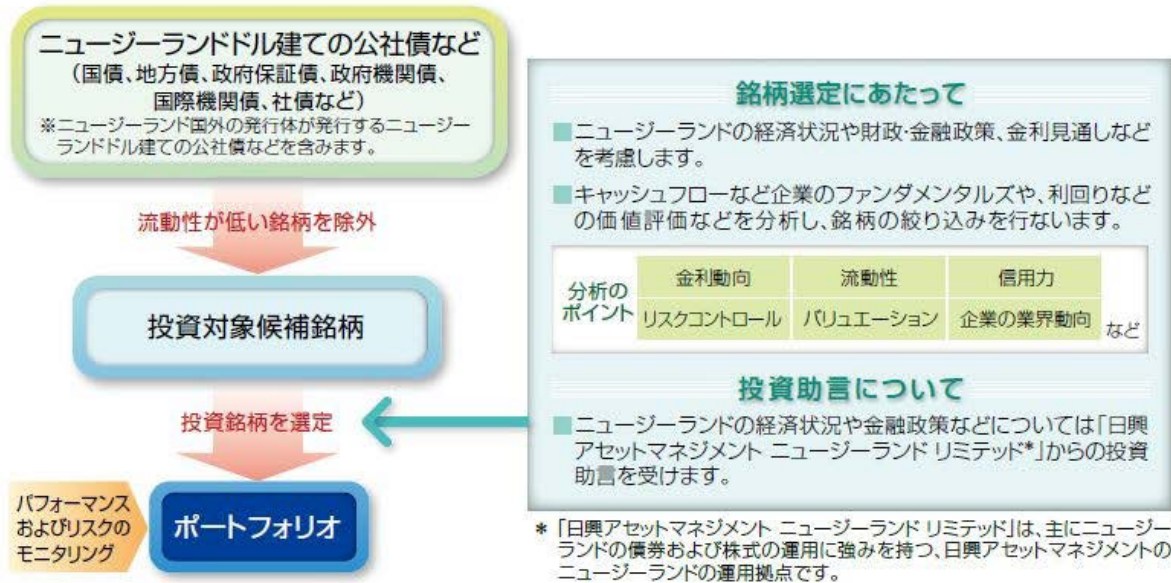 ニュージーランドドル建ての公社債など
(国債、地方債、政府保証債、政府機関債、
国際機関債、社債など)
※ニュージーランド国外の発行体が発行するニュージー
ランドドル建ての公社債などを含みます。
流動性が低い銘柄を除外
投資対象候補銘柄
投資銘柄を選定
パフォーマンス
およびリスクの
モニタリング
ポートフォリオ
銘柄選定にあたって
■ニュージーランドの経済状況や財政・金融政策、金利見通しなど
を考慮します。
■キャッシュフローなど企業のファンダメンタルズや、利回りなど
の価値評価などを分析し、銘柄の絞り込みを行ないます。
分析の
ポイント
金利動向 流動性 信用力
リスクコントロール バリュエーション 企業の業界動向
など
投資助言について
■ニュージーランドの経済状況や金融政策などについては「日興
アセットマネジメント ニュージーランド リミテッド*」からの投資
助言を受けます。
* 「日興アセットマネジメント ニュージーランド リミテッド」は、主にニュージー
ランドの債券および株式の運用に強みを持つ、日興アセットマネジメントの
ニュージーランドの運用拠点です。